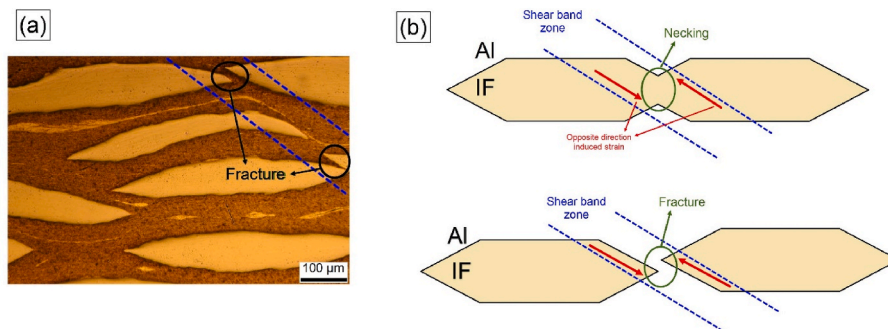 (a)
Fracture
100 µm
(b)
Shear band
zone
Necking
Al
IF
Opposite direction
induced strain
Shear band
zone
Fracture
Al
IF